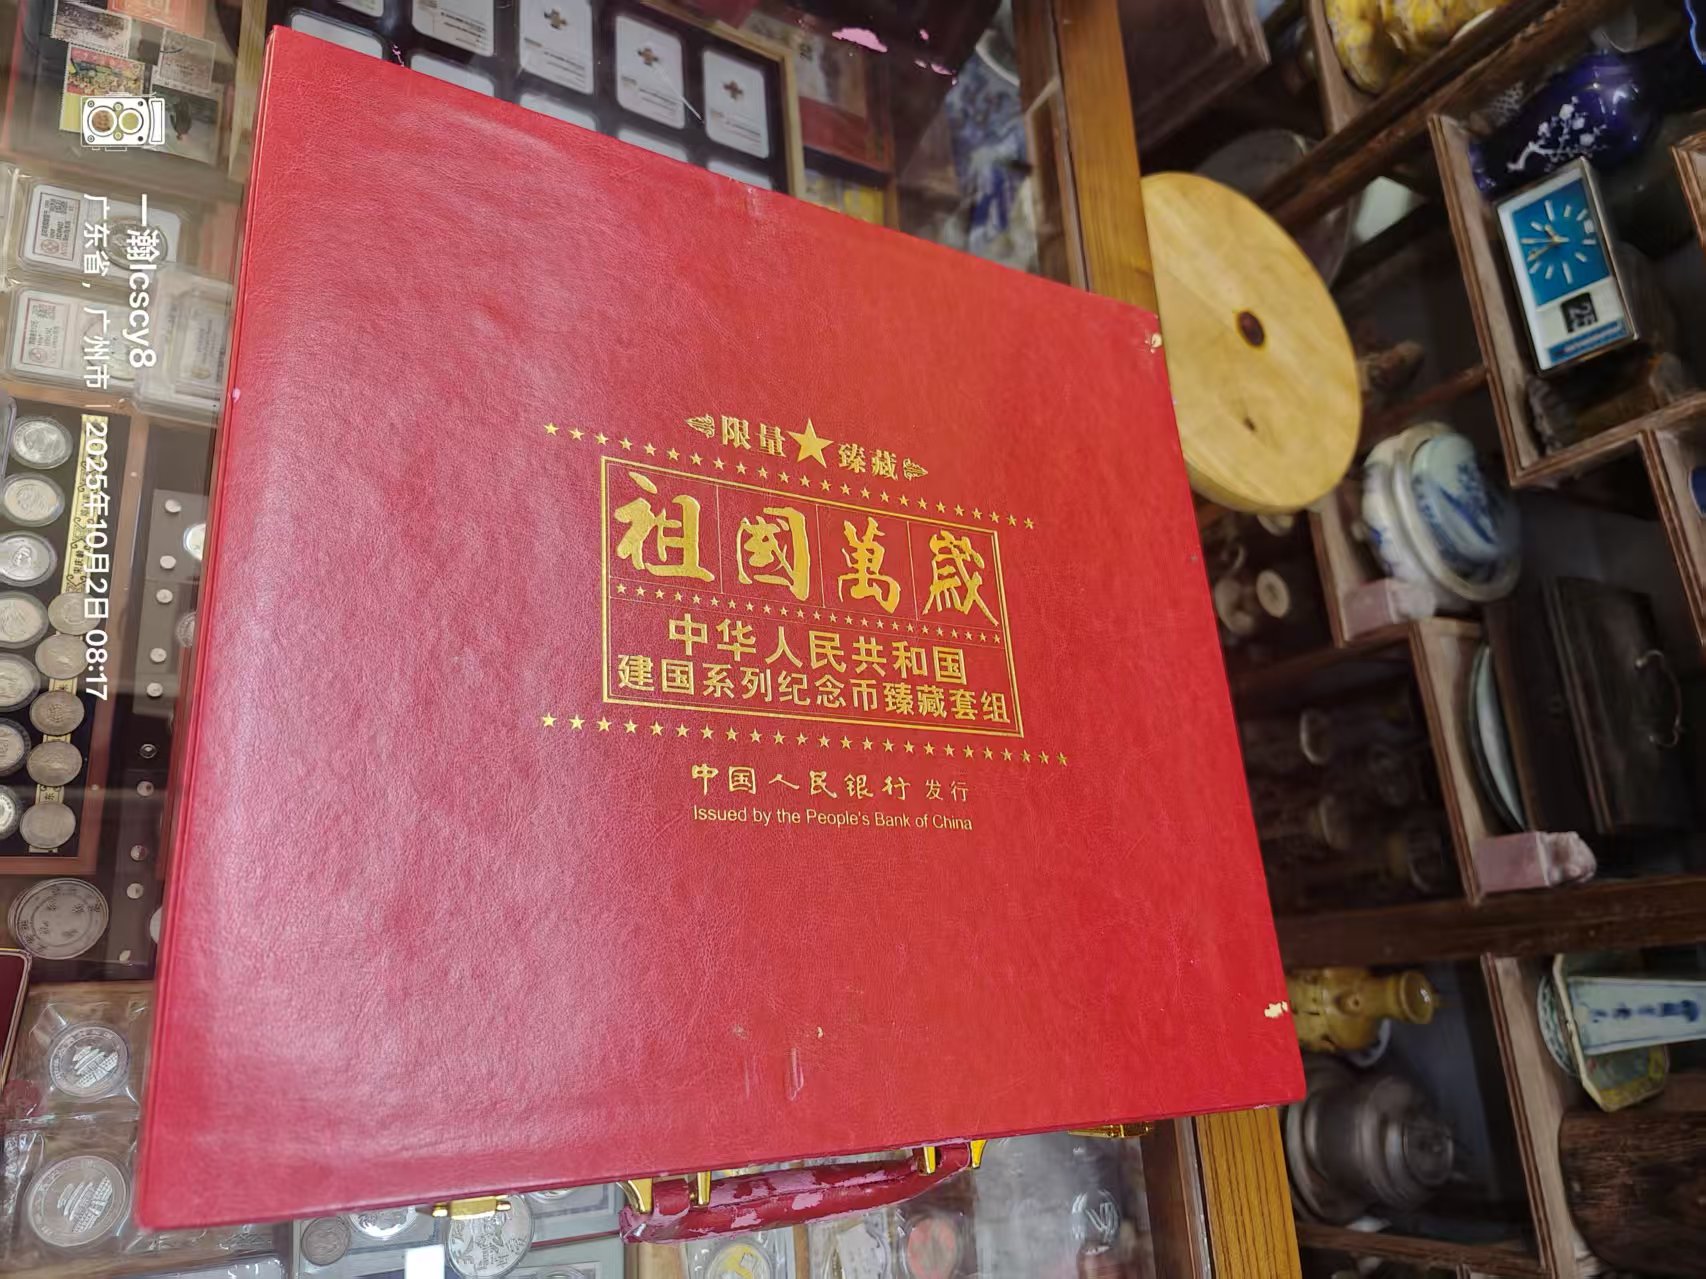 限量★臻藏
祖國萬歲
中华人民共和国
建国系列纪念币臻藏套组
中国人民银行 发行
Issued by the People's Bank of China
一瀚lcscy8
广东省，广州市 | 2025年10月2日 08:17
25